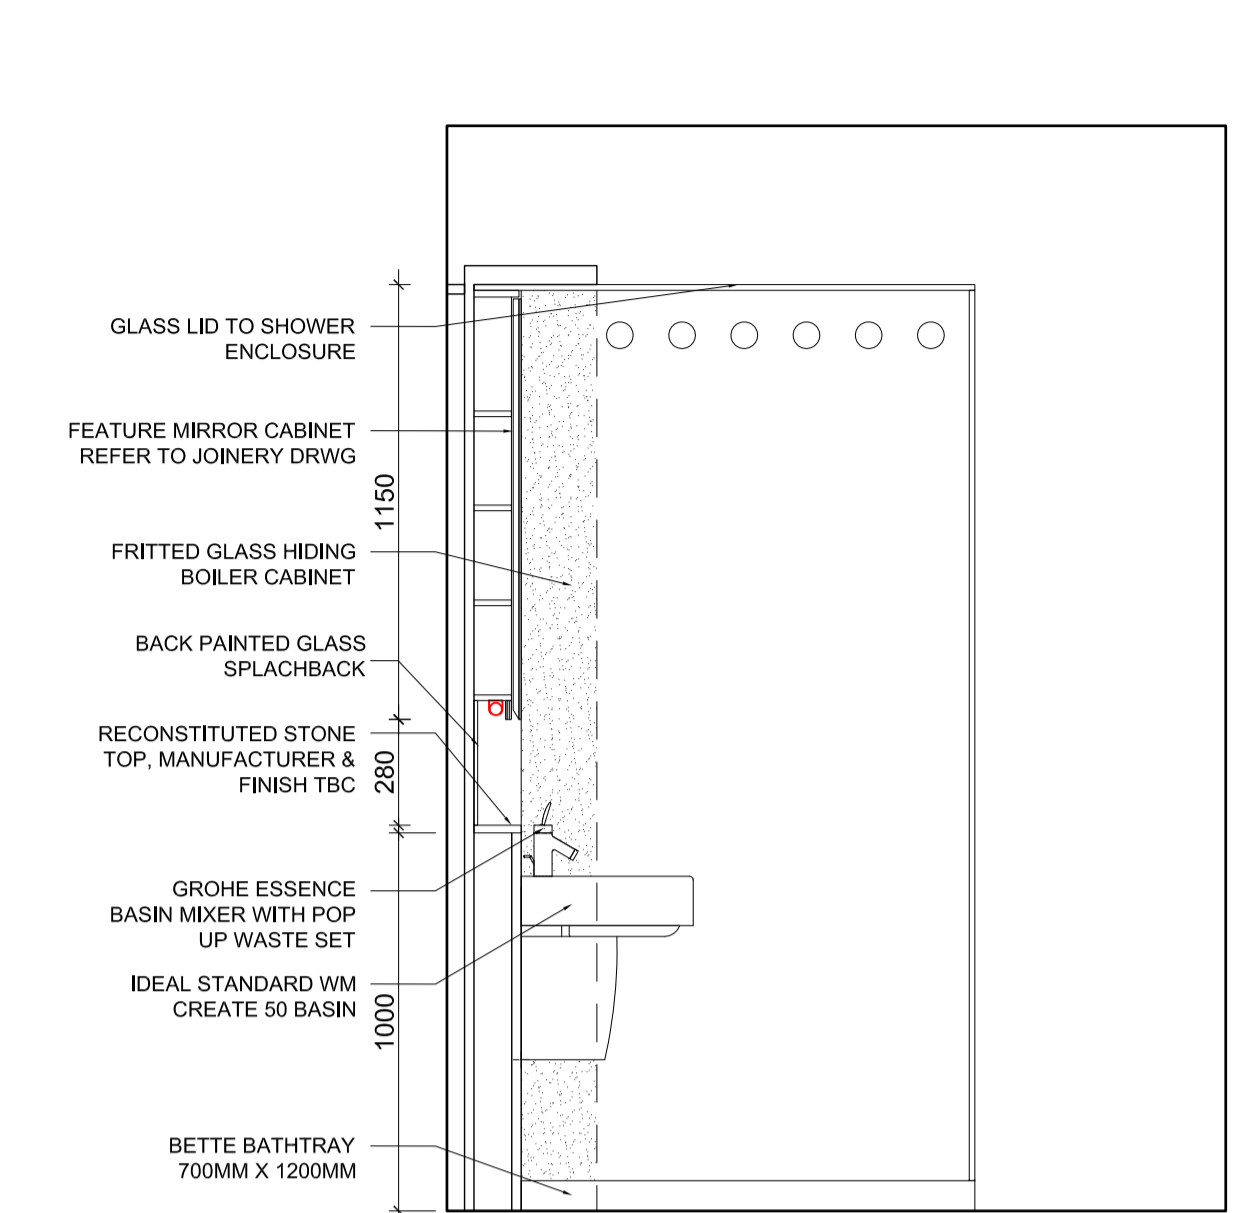 GLASS LID TO SHOWER
ENCLOSURE
FEATURE MIRROR CABINET
REFER TO JOINERY DRWG
1150
FRITTED GLASS HIDING
BOILER CABINET
BACK PAINTED GLASS
SPLACHBACK
RECONSTITUTED STONE
TOP, MANUFACTURER &
FINISH TBC
280
GROHE ESSENCE
BASIN MIXER WITH POP
UP WASTE SET
IDEAL STANDARD WM
CREATE 50 BASIN
1000
BETTE BATHTRAY
700MM X 1200MM